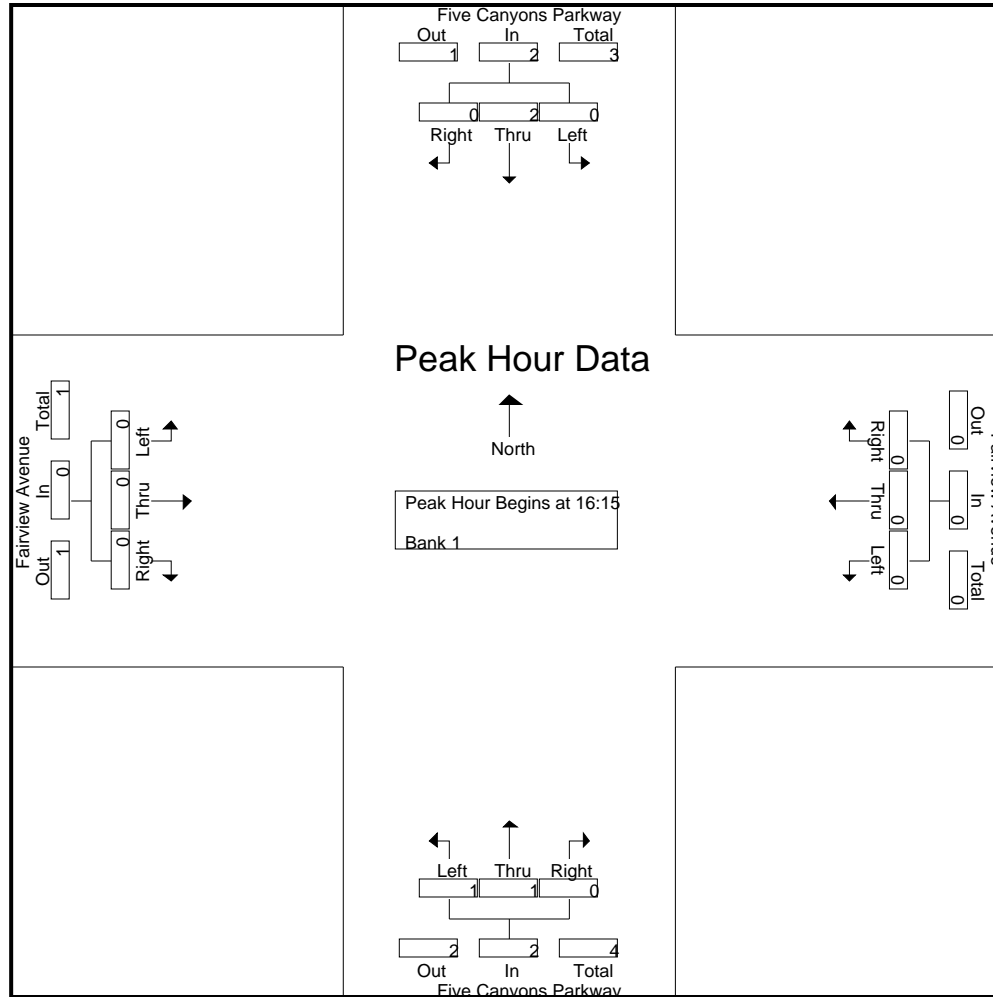 Five Canyons Parkway
Out In Total
1 2 3
0 2 0
Right Thru Left
Peak Hour Data
North
Peak Hour Begins at 16:15
Bank 1
Fairview Avenue
Total In Out
1 0 1
0 0 0
Left Thru Right
Out In Total
0 0 0
Right Thru Left
0 0 0
Left Thru Right
1 1 0
2 2 4
Out In Total
Five Canyons Parkway